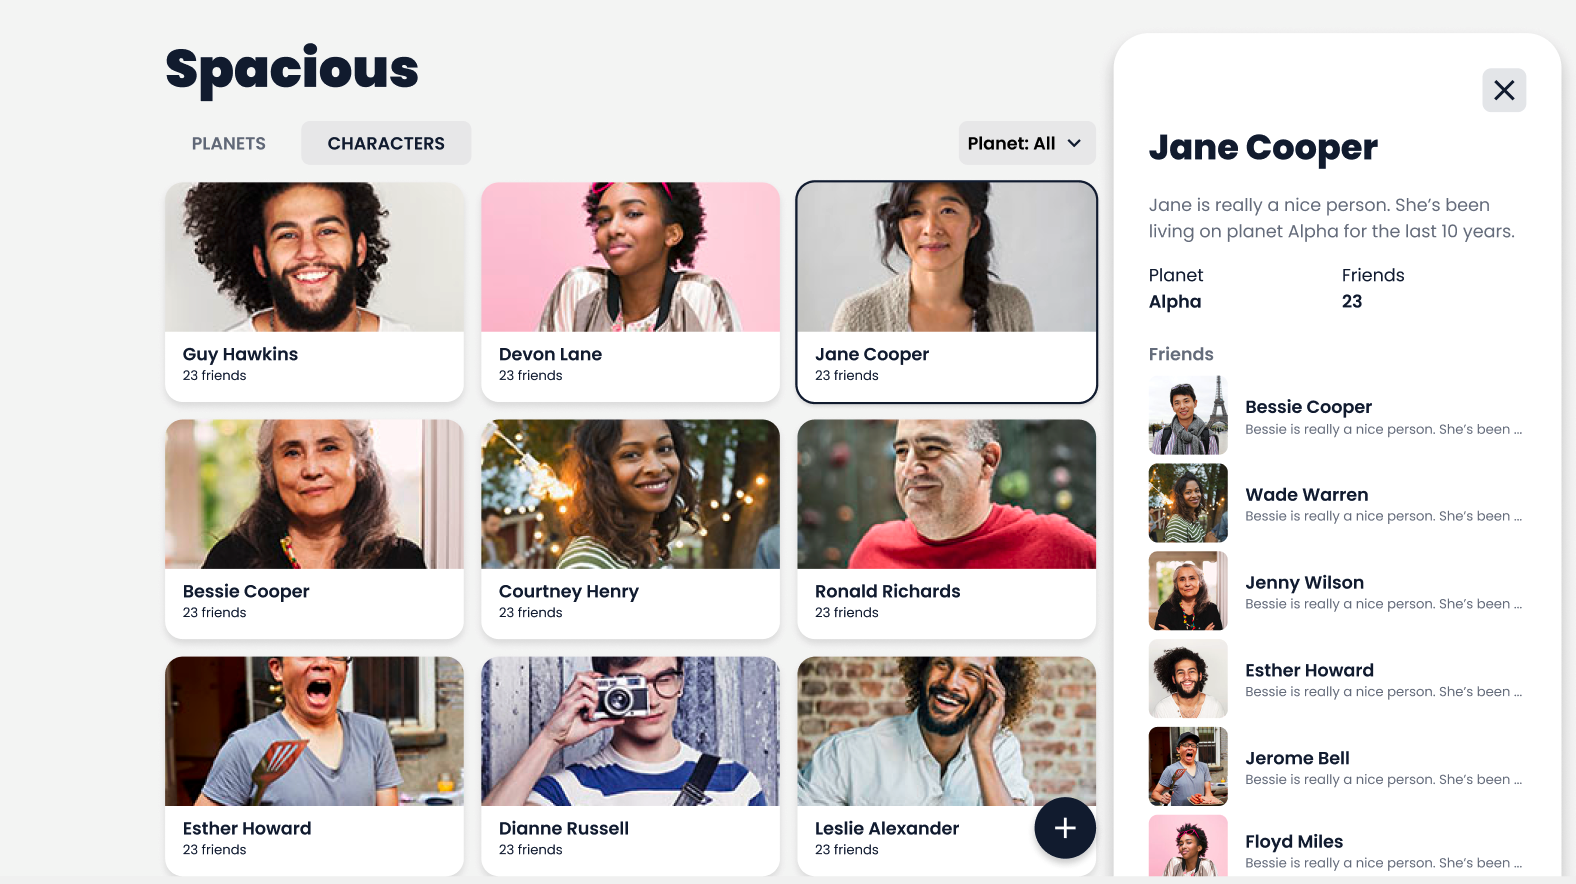 Spacious
PLANETS
CHARACTERS
Planet: All
Guy Hawkins
23 friends
Devon Lane
23 friends
Jane Cooper
23 friends
Bessie Cooper
23 friends
Courtney Henry
23 friends
Ronald Richards
23 friends
Esther Howard
23 friends
Dianne Russell
23 friends
Leslie Alexander
23 friends
Jane Cooper
Jane is really a nice person. She’s been
living on planet Alpha for the last 10 years.
Planet
Alpha
Friends
23
Friends
Bessie Cooper
Bessie is really a nice person. She’s been ...
Wade Warren
Bessie is really a nice person. She’s been ...
Jenny Wilson
Bessie is really a nice person. She’s been ...
Esther Howard
Bessie is really a nice person. She’s been ...
Jerome Bell
Bessie is really a nice person. She’s been ...
Floyd Miles
Bessie is really a nice person. She’s been ...